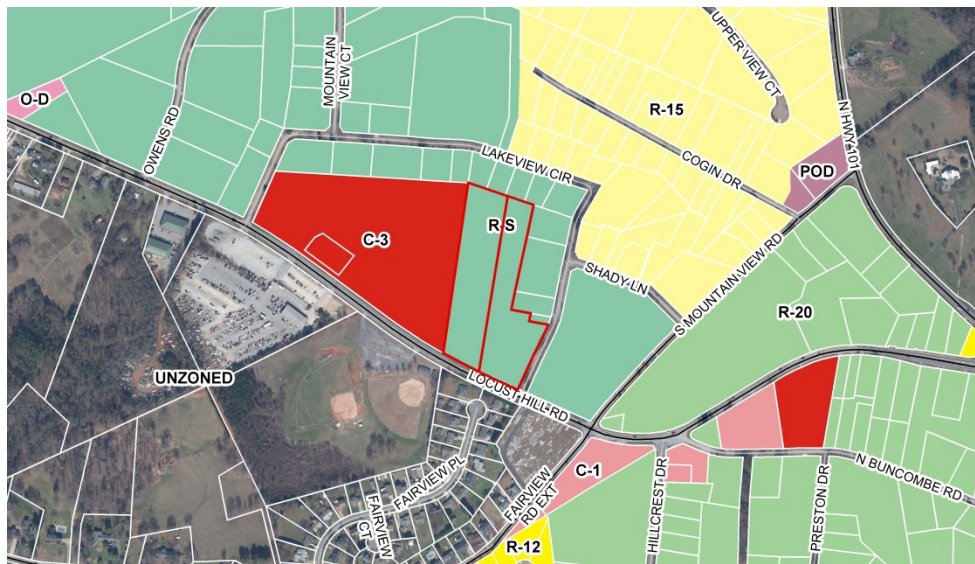 UPPER VIEW CT
MOUNTAIN
VIEW CT
O-D
OWENS RD
R-15
N HWY 101
LAKEVIEW CIR
COGIN DR
POD
R-S
C-3
SHADY LN
S MOUNTAIN VIEW RD
R-20
UNZONED
LOCUST HILL RD
FAIRVIEW PL
FAIRVIEW
CT
FAIRVIEW
RD EXT
C-1
HILLCREST DR
PRESTON DR
N BUNCOMBE RD
R-12